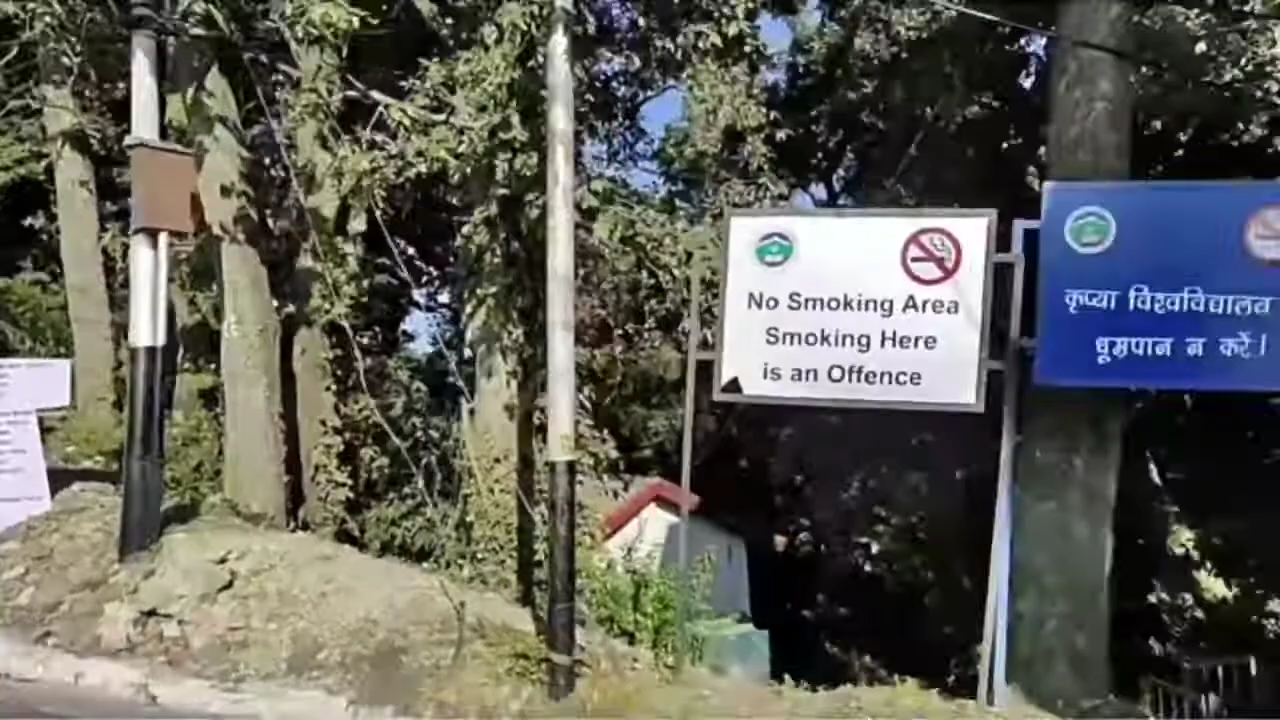 No Smoking Area
Smoking Here
is an Offence
कृप्या विश्वविद्यालय
धूम्रपान न करें।